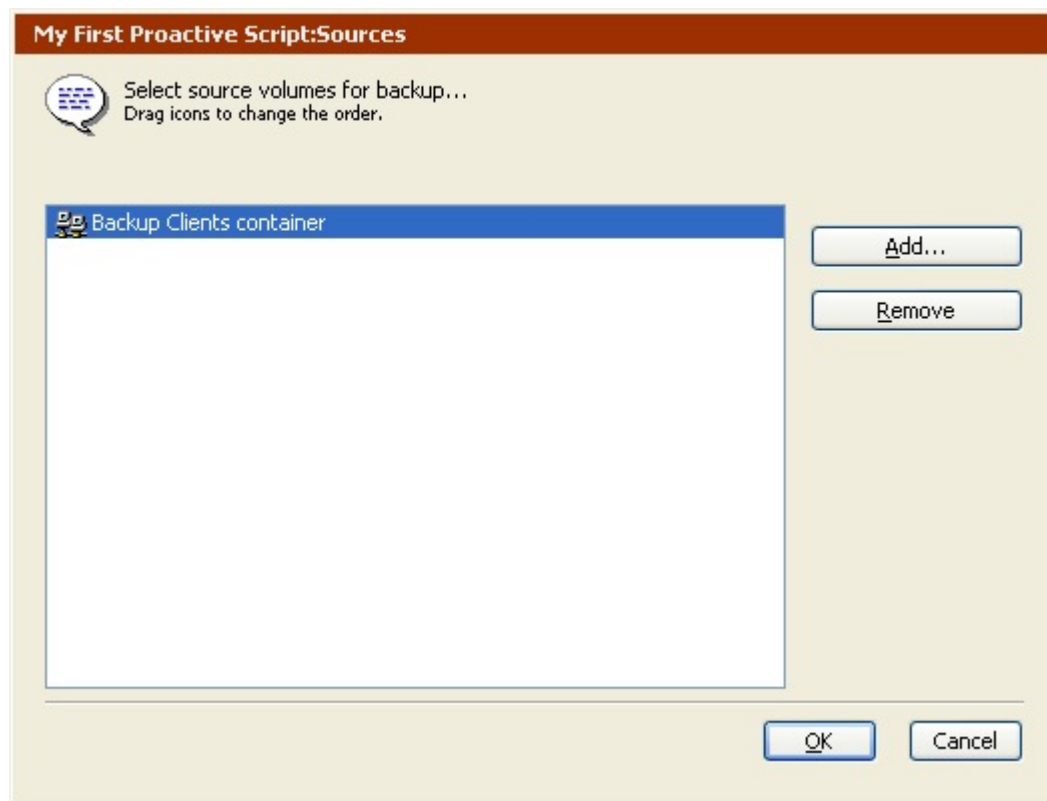 My First Proactive Script:Sources
Select source volumes for backup...
Drag icons to change the order.
Backup Clients container
Add...
Remove
OK
Cancel